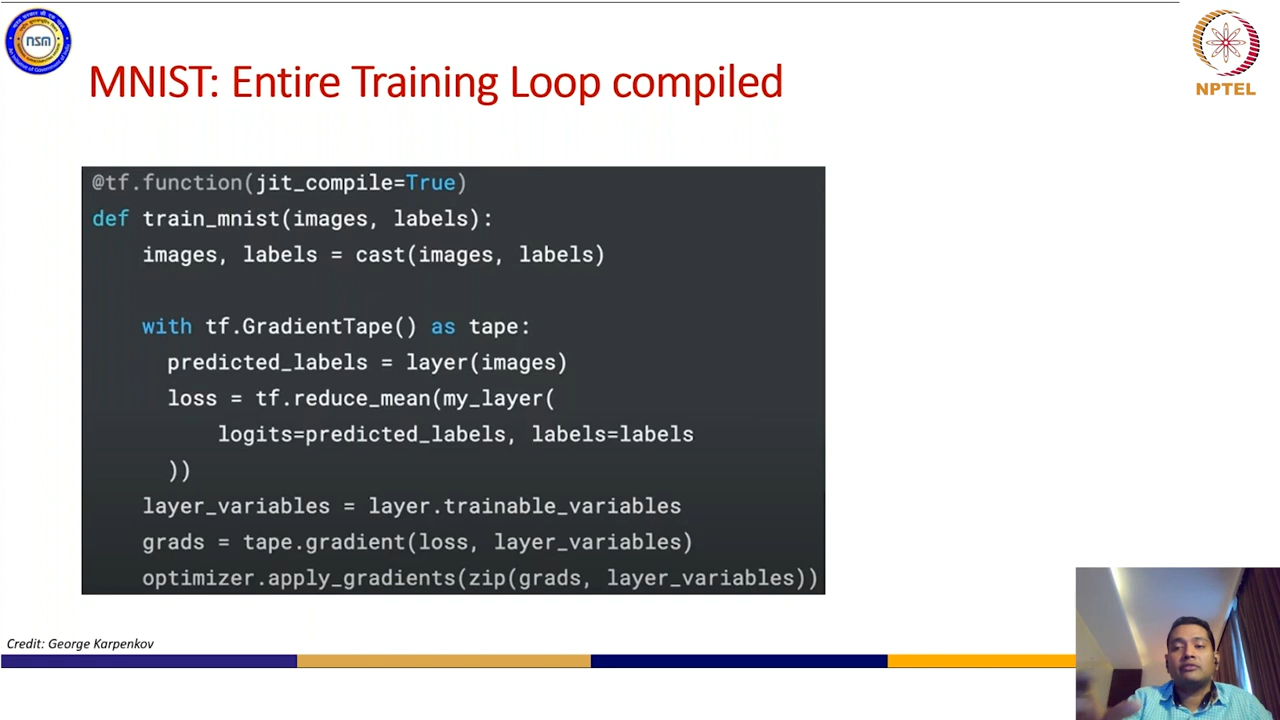 nsm
NPTEL
MNIST: Entire Training Loop compiled
@tf.function(jit_compile=True)
def train_mnist(images, labels):
images, labels = cast(images, labels)
with tf.GradientTape() as tape:
predicted_labels = layer(images)
loss = tf.reduce_mean(my_layer(
logits=predicted_labels, labels=labels
))
layer_variables = layer.trainable_variables
grads = tape.gradient(loss, layer_variables)
optimizer.apply_gradients(zip(grads, layer_variables))
Credit: George Karpenkov